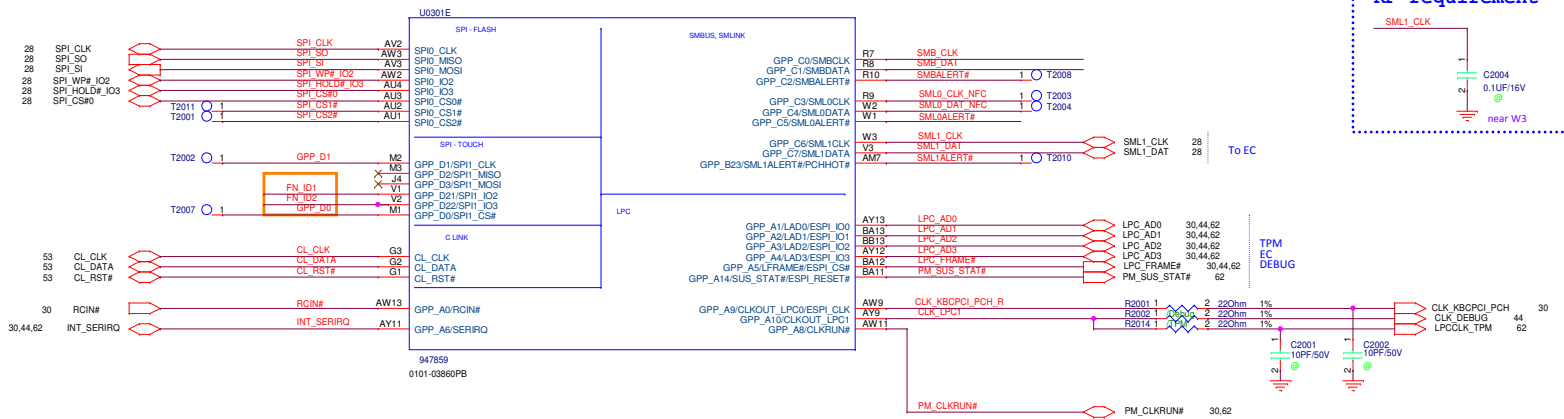 U0301E
SPI - FLASH
SMBUS, SMLINK
28 SPI_CLK SPI_CLK AV2 SPI0_CLK
28 SPI_SO SPI_SO AW3 SPI0_MISO
28 SPI_SI SPI_SI AV3 SPI0_MOSI
28 SPI_WP#_IO2 SPI_WP#_IO2 AW2 SPI0_IO2
28 SPI_HOLD#_IO3 SPI_HOLD#_IO3 AU4 SPI0_IO3
28 SPI_CS#0 SPI_CS#0 AU3 SPI0_CS0#
T2011 1 SPI_CS1# AU2 SPI0_CS1#
T2001 1 SPI_CS2# AU1 SPI0_CS2#
GPP_C0/SMBCLK R7 SMB_CLK
GPP_C1/SMBDATA R8 SMB_DAT
GPP_C2/SMBALERT# R10 SMBALERT# 1 T2008
GPP_C3/SML0CLK R9 SML0_CLK_NFC 1 T2003
GPP_C4/SML0DATA W2 SML0_DAT_NFC 1 T2004
GPP_C5/SML0ALERT# W1 SML0ALERT#
GPP_C6/SML1CLK W3 SML1_CLK SML1_CLK 28
GPP_C7/SML1DATA V3 SML1_DAT SML1_DAT 28
To EC
GPP_B23/SML1ALERT#/PCHHOT# AM7 SML1ALERT# 1 T2010
SPI - TOUCH
T2002 1 GPP_D1 M2 GPP_D1/SPI1_CLK
M3 GPP_D2/SPI1_MISO
J4 GPP_D3/SPI1_MOSI
FN_ID1 V1 GPP_D21/SPI1_IO2
FN_ID2 V2 GPP_D22/SPI1_IO3
T2007 1 GPP_D0 M1 GPP_D0/SPI1_CS#
LPC
C LINK
53 CL_CLK CL_CLK G3 CL_CLK
53 CL_DATA CL_DATA G2 CL_DATA
53 CL_RST# CL_RST# G1 CL_RST#
GPP_A1/LAD0/ESPI_IO0 AY13 LPC_AD0 LPC_AD0 30,44,62
GPP_A2/LAD1/ESPI_IO1 BA13 LPC_AD1 LPC_AD1 30,44,62
GPP_A3/LAD2/ESPI_IO2 BB13 LPC_AD2 LPC_AD2 30,44,62
GPP_A4/LAD3/ESPI_IO3 AY12 LPC_AD3 LPC_AD3 30,44,62
GPP_A5/LFRAME#/ESPI_CS# BA12 LPC_FRAME# LPC_FRAME# 30,44,62
GPP_A14/SUS_STAT#/ESPI_RESET# BA11 PM_SUS_STAT# PM_SUS_STAT# 62
TPM
EC
DEBUG
30 RCIN# RCIN# AW13 GPP_A0/RCIN#
30,44,62 INT_SERIRQ INT_SERIRQ AY11 GPP_A6/SERIRQ
GPP_A9/CLKOUT_LPC0/ESPI_CLK AW9 CLK_KBCPCI_PCH_R R2001 1 2 22Ohm 1% CLK_KBCPCI_PCH 30
GPP_A10/CLKOUT_LPC1 AY9 CLK_LPC1 R2002 1 /Debug 2 22Ohm 1% CLK_DEBUG 44
GPP_A8/CLKRUN# AW11 R2014 1 /TPM 2 22Ohm 1% LPCCLK_TPM 62
1 C2001 10PF/50V 2 @
1 C2002 10PF/50V 2 @
PM_CLKRUN# PM_CLKRUN# 30,62
947859
0101-03860PB
SML1_CLK
1 C2004
0.1UF/16V
2 @
near W3